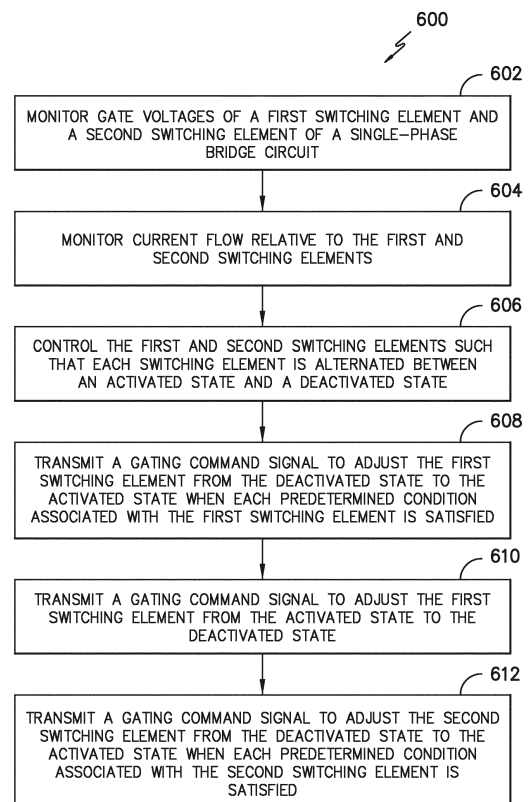 600
602
MONITOR GATE VOLTAGES OF A FIRST SWITCHING ELEMENT AND
A SECOND SWITCHING ELEMENT OF A SINGLE-PHASE
BRIDGE CIRCUIT
604
MONITOR CURRENT FLOW RELATIVE TO THE FIRST AND
SECOND SWITCHING ELEMENTS
606
CONTROL THE FIRST AND SECOND SWITCHING ELEMENTS SUCH
THAT EACH SWITCHING ELEMENT IS ALTERNATED BETWEEN
AN ACTIVATED STATE AND A DEACTIVATED STATE
608
TRANSMIT A GATING COMMAND SIGNAL TO ADJUST THE FIRST
SWITCHING ELEMENT FROM THE DEACTIVATED STATE TO THE
ACTIVATED STATE WHEN EACH PREDETERMINED CONDITION
ASSOCIATED WITH THE FIRST SWITCHING ELEMENT IS SATISFIED
610
TRANSMIT A GATING COMMAND SIGNAL TO ADJUST THE FIRST
SWITCHING ELEMENT FROM THE ACTIVATED STATE TO THE
DEACTIVATED STATE
612
TRANSMIT A GATING COMMAND SIGNAL TO ADJUST THE SECOND
SWITCHING ELEMENT FROM THE DEACTIVATED STATE TO THE
ACTIVATED STATE WHEN EACH PREDETERMINED CONDITION
ASSOCIATED WITH THE SECOND SWITCHING ELEMENT IS
SATISFIED